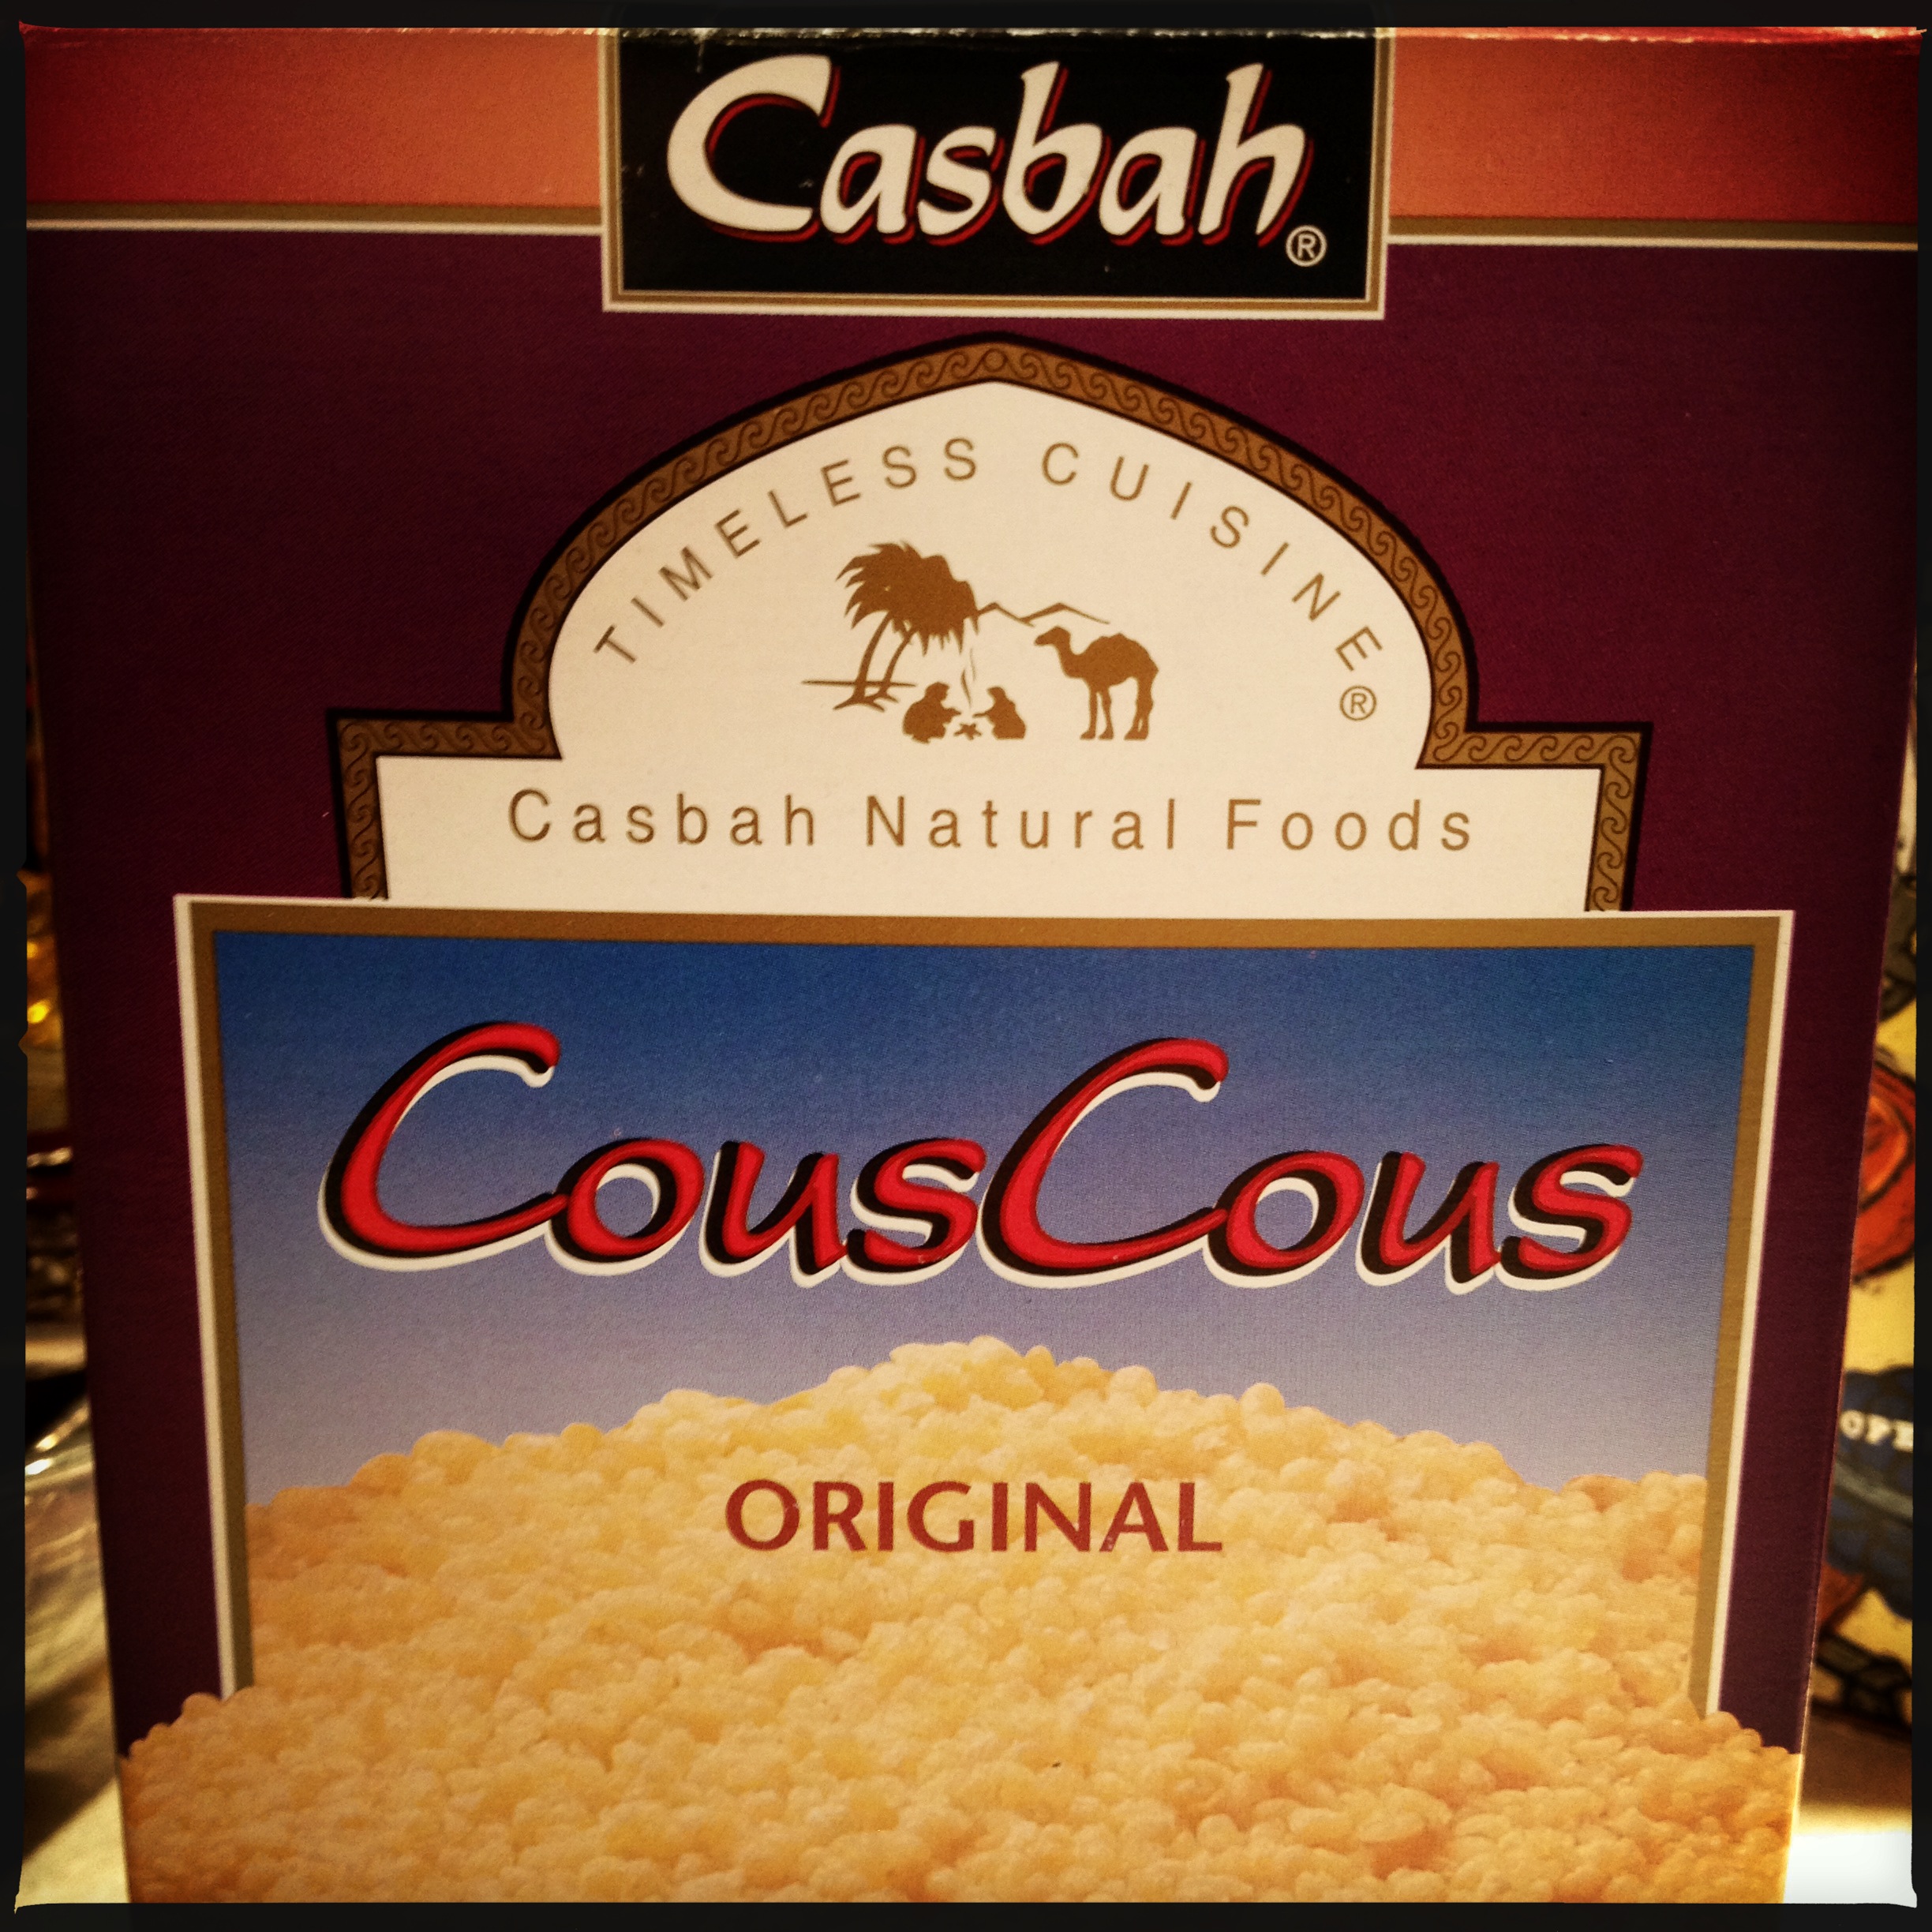 Casbah®
TIMELESS CUISINE®
Casbah Natural Foods
CousCous
ORIGINAL